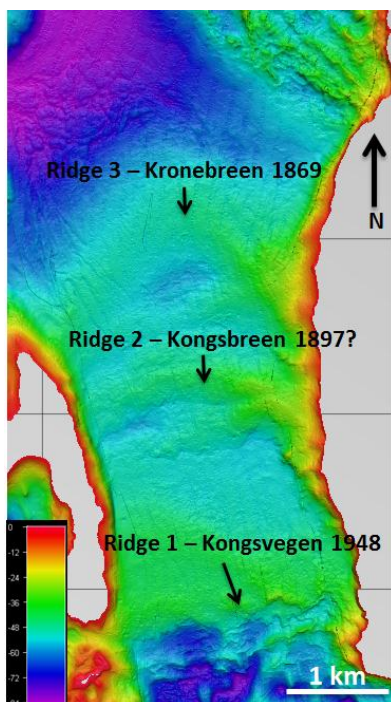 Ridge 3 – Kronebreen 1869
N
Ridge 2 – Kongsbreen 1897?
0
-12
-24
-36
-48
-60
-72
Ridge 1 – Kongsvegen 1948
1 km